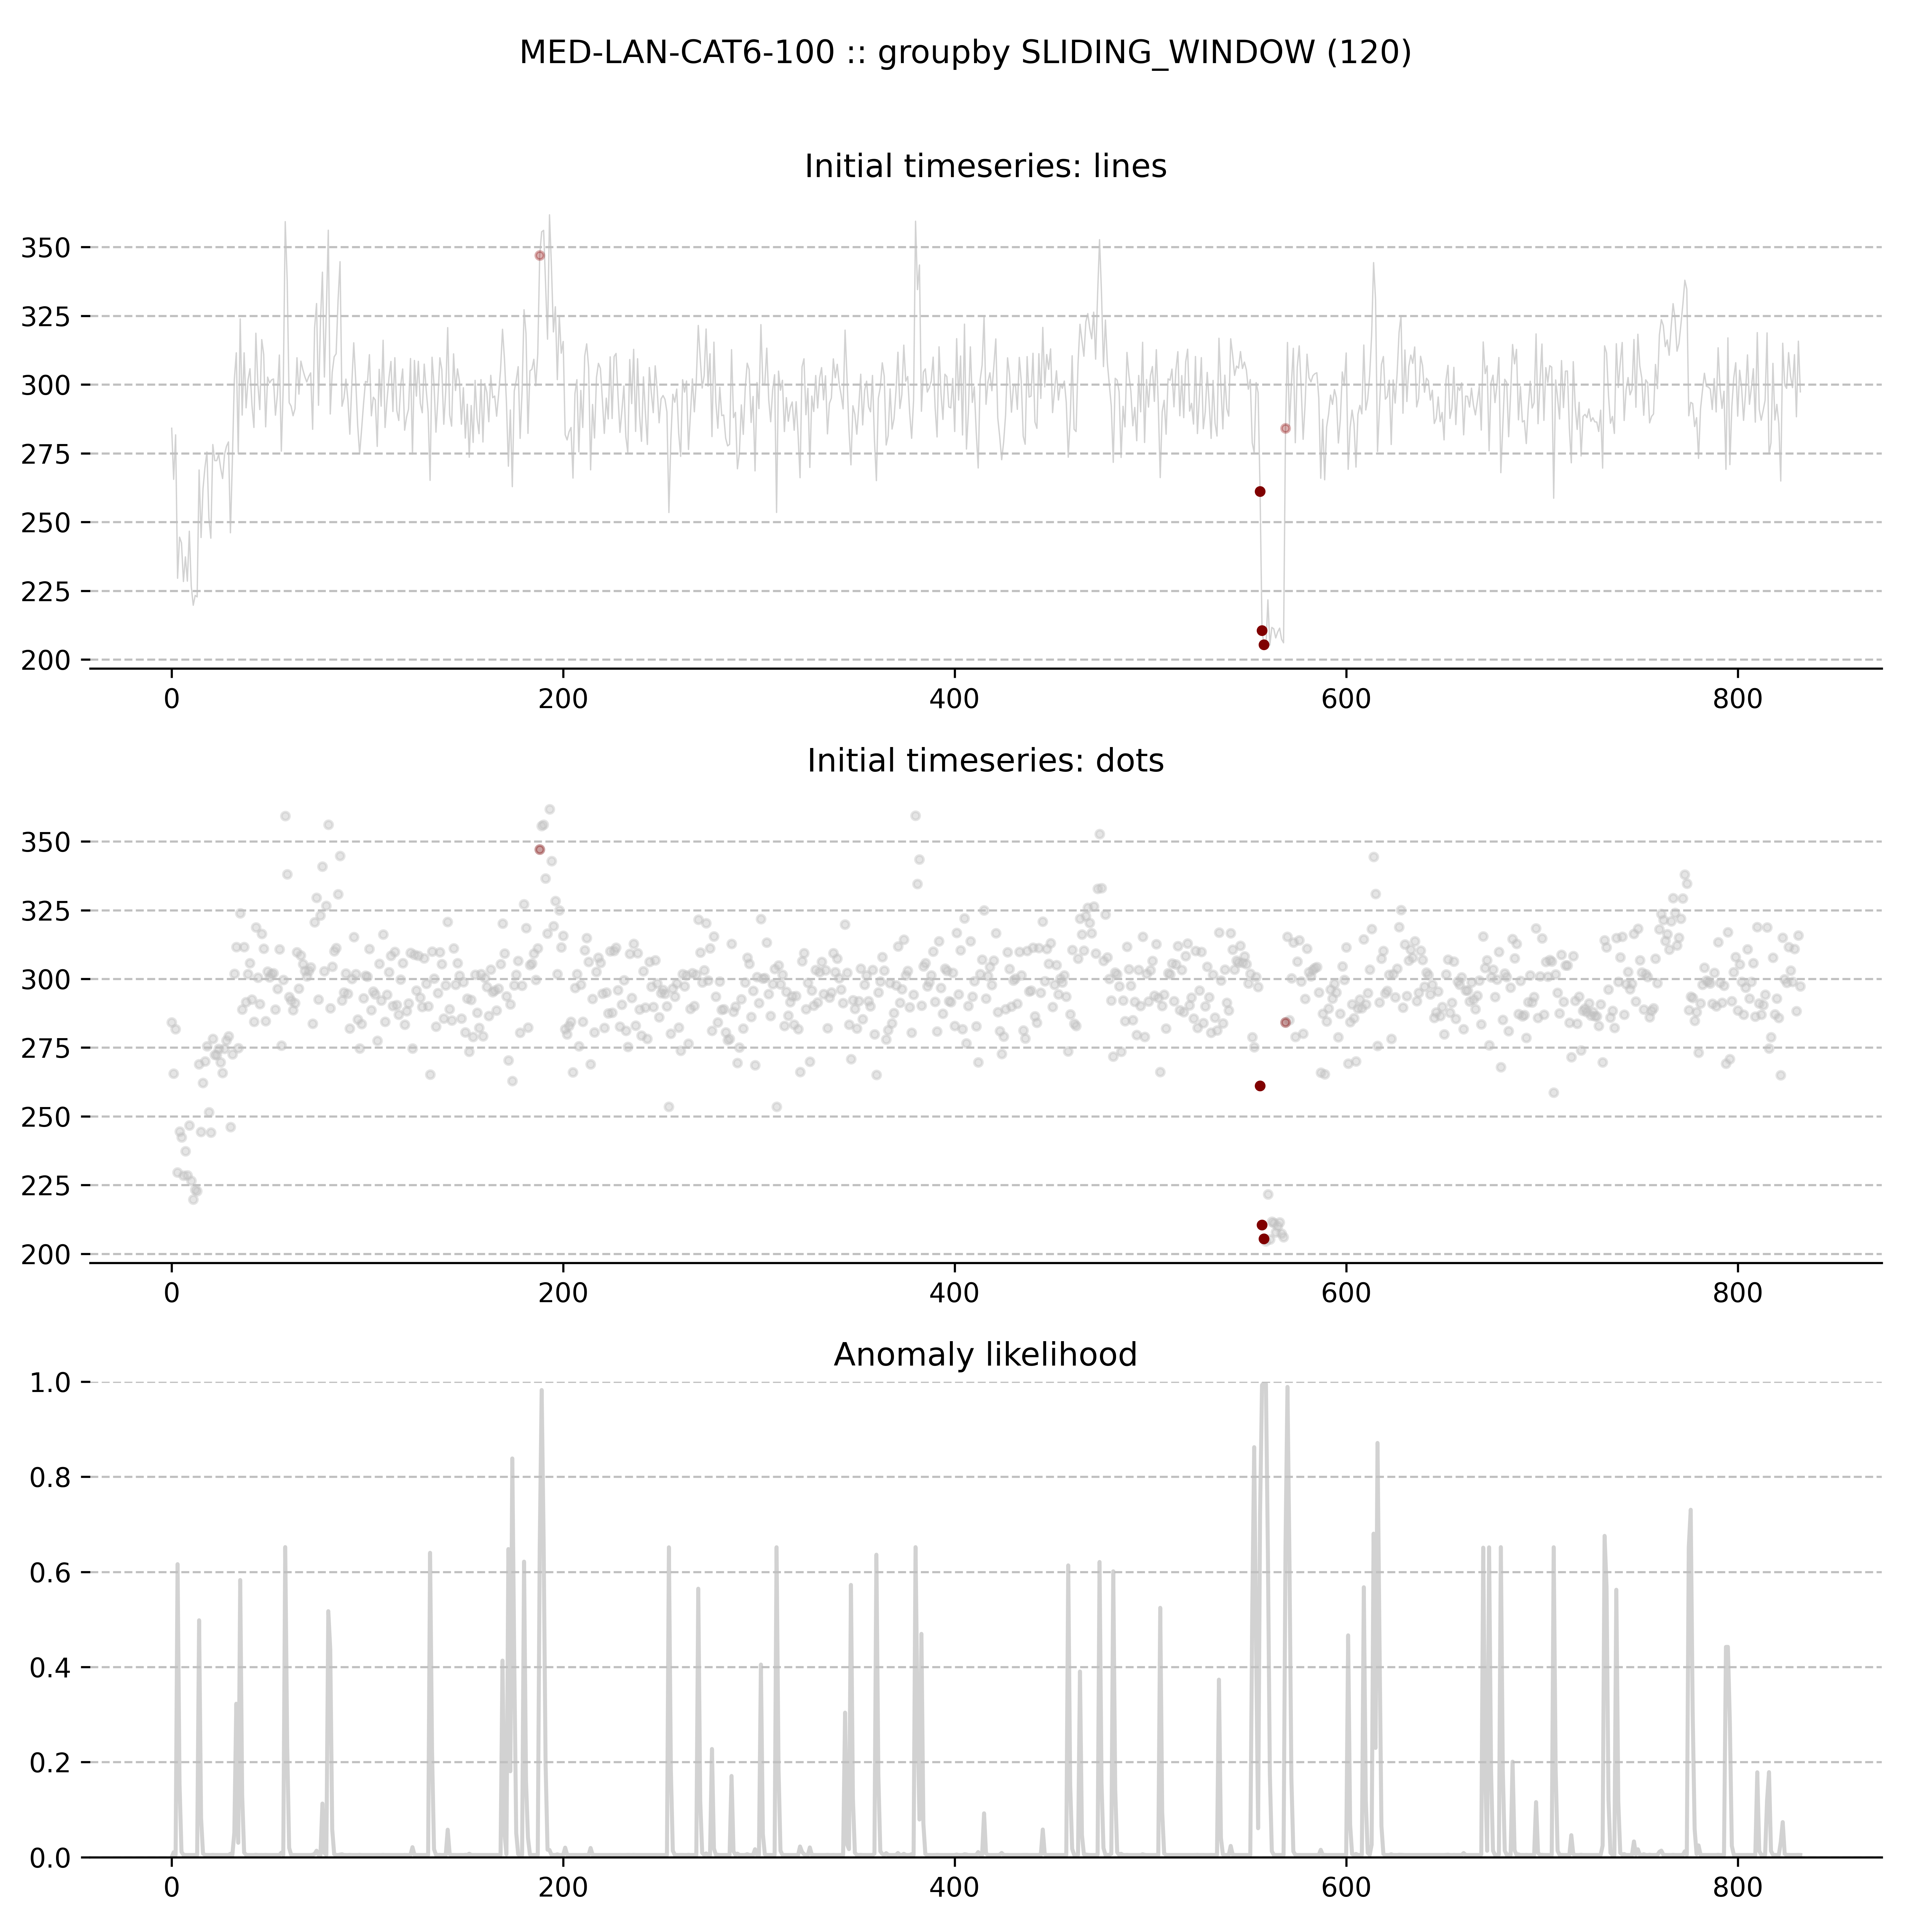 MED-LAN-CAT6-100 :: groupby SLIDING_WINDOW (120)
Initial timeseries: lines
350
325
300
275
250
225
200
0 200 400 600 800
Initial timeseries: dots
350
325
300
275
250
225
200
0 200 400 600 800
Anomaly likelihood
1.0
0.8
0.6
0.4
0.2
0.0
0 200 400 600 800